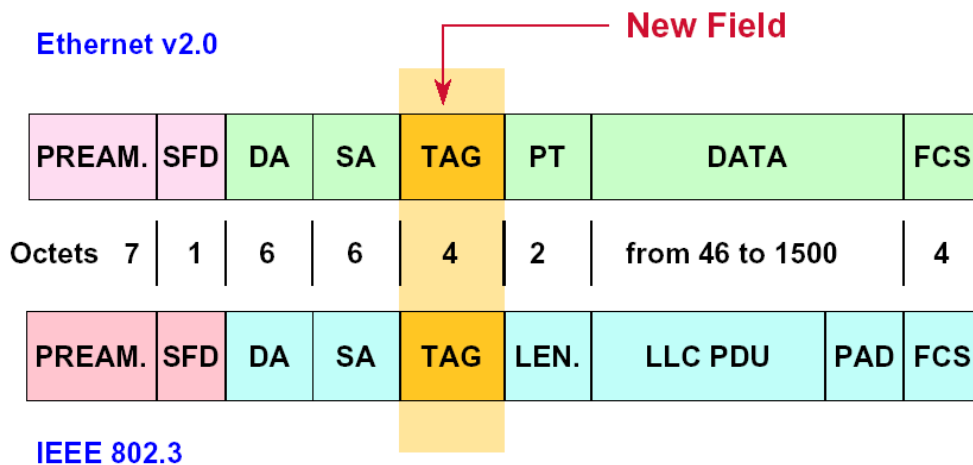 New Field
Ethernet v2.0
PREAM. SFD DA SA TAG PT DATA FCS
Octets 7 1 6 6 4 2 from 46 to 1500 4
PREAM. SFD DA SA TAG LEN. LLC PDU PAD FCS
IEEE 802.3